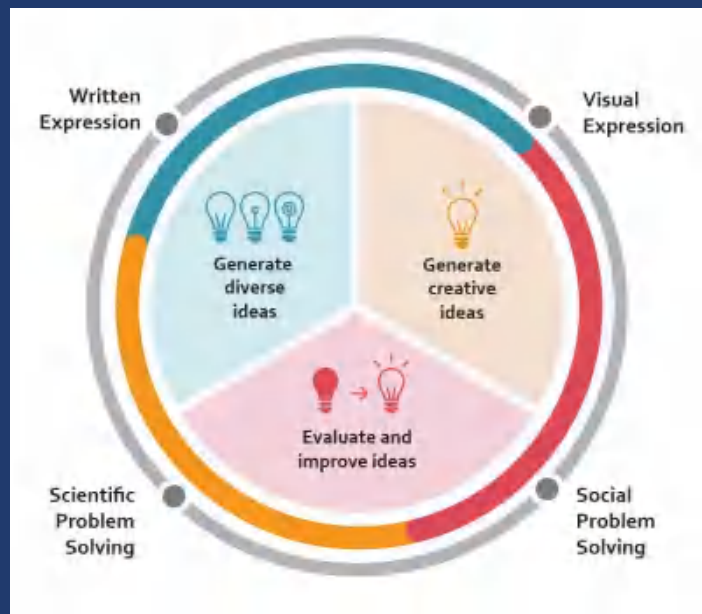 Written
Expression
Visual
Expression
Generate
diverse
ideas
Generate
creative
ideas
Evaluate and
improve ideas
Scientific
Problem
Solving
Social
Problem
Solving